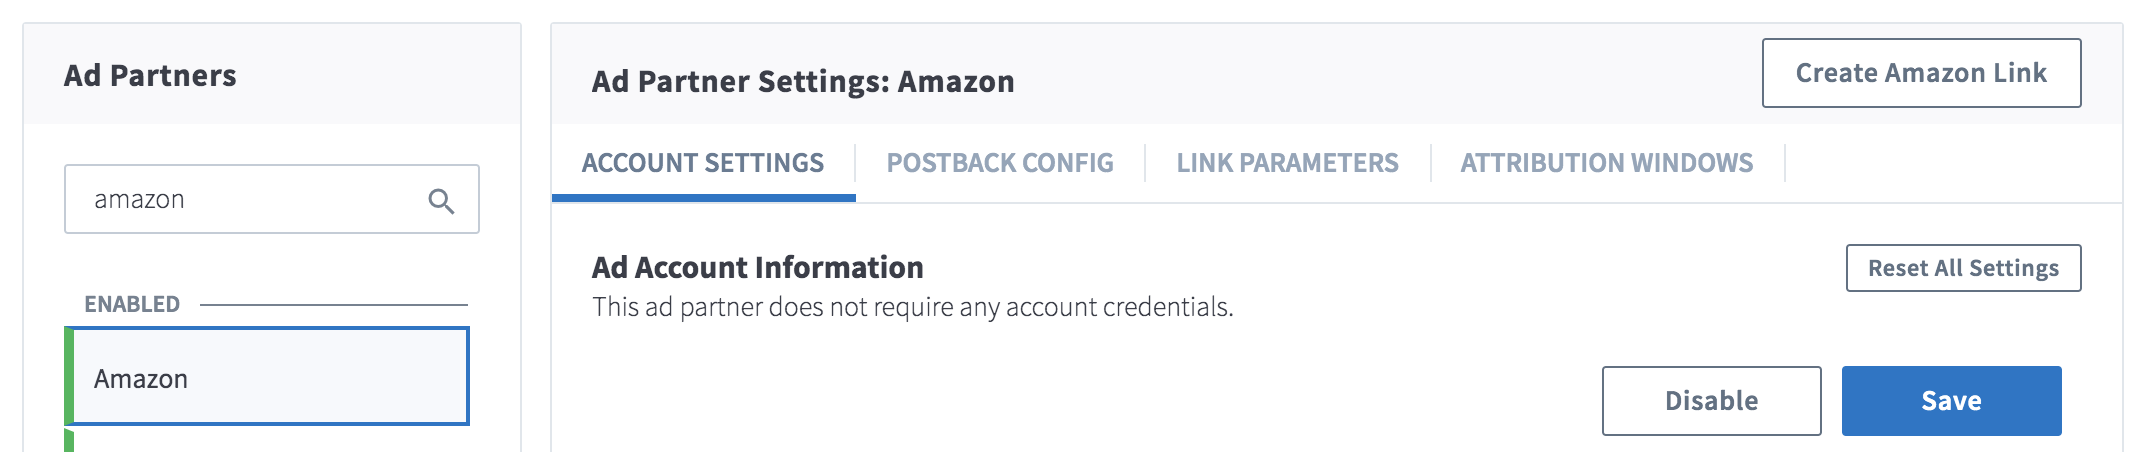 Ad Partners
amazon
ENABLED
Amazon
Ad Partner Settings: Amazon
Create Amazon Link
ACCOUNT SETTINGS
POSTBACK CONFIG
LINK PARAMETERS
ATTRIBUTION WINDOWS
Ad Account Information
Reset All Settings
This ad partner does not require any account credentials.
Disable
Save